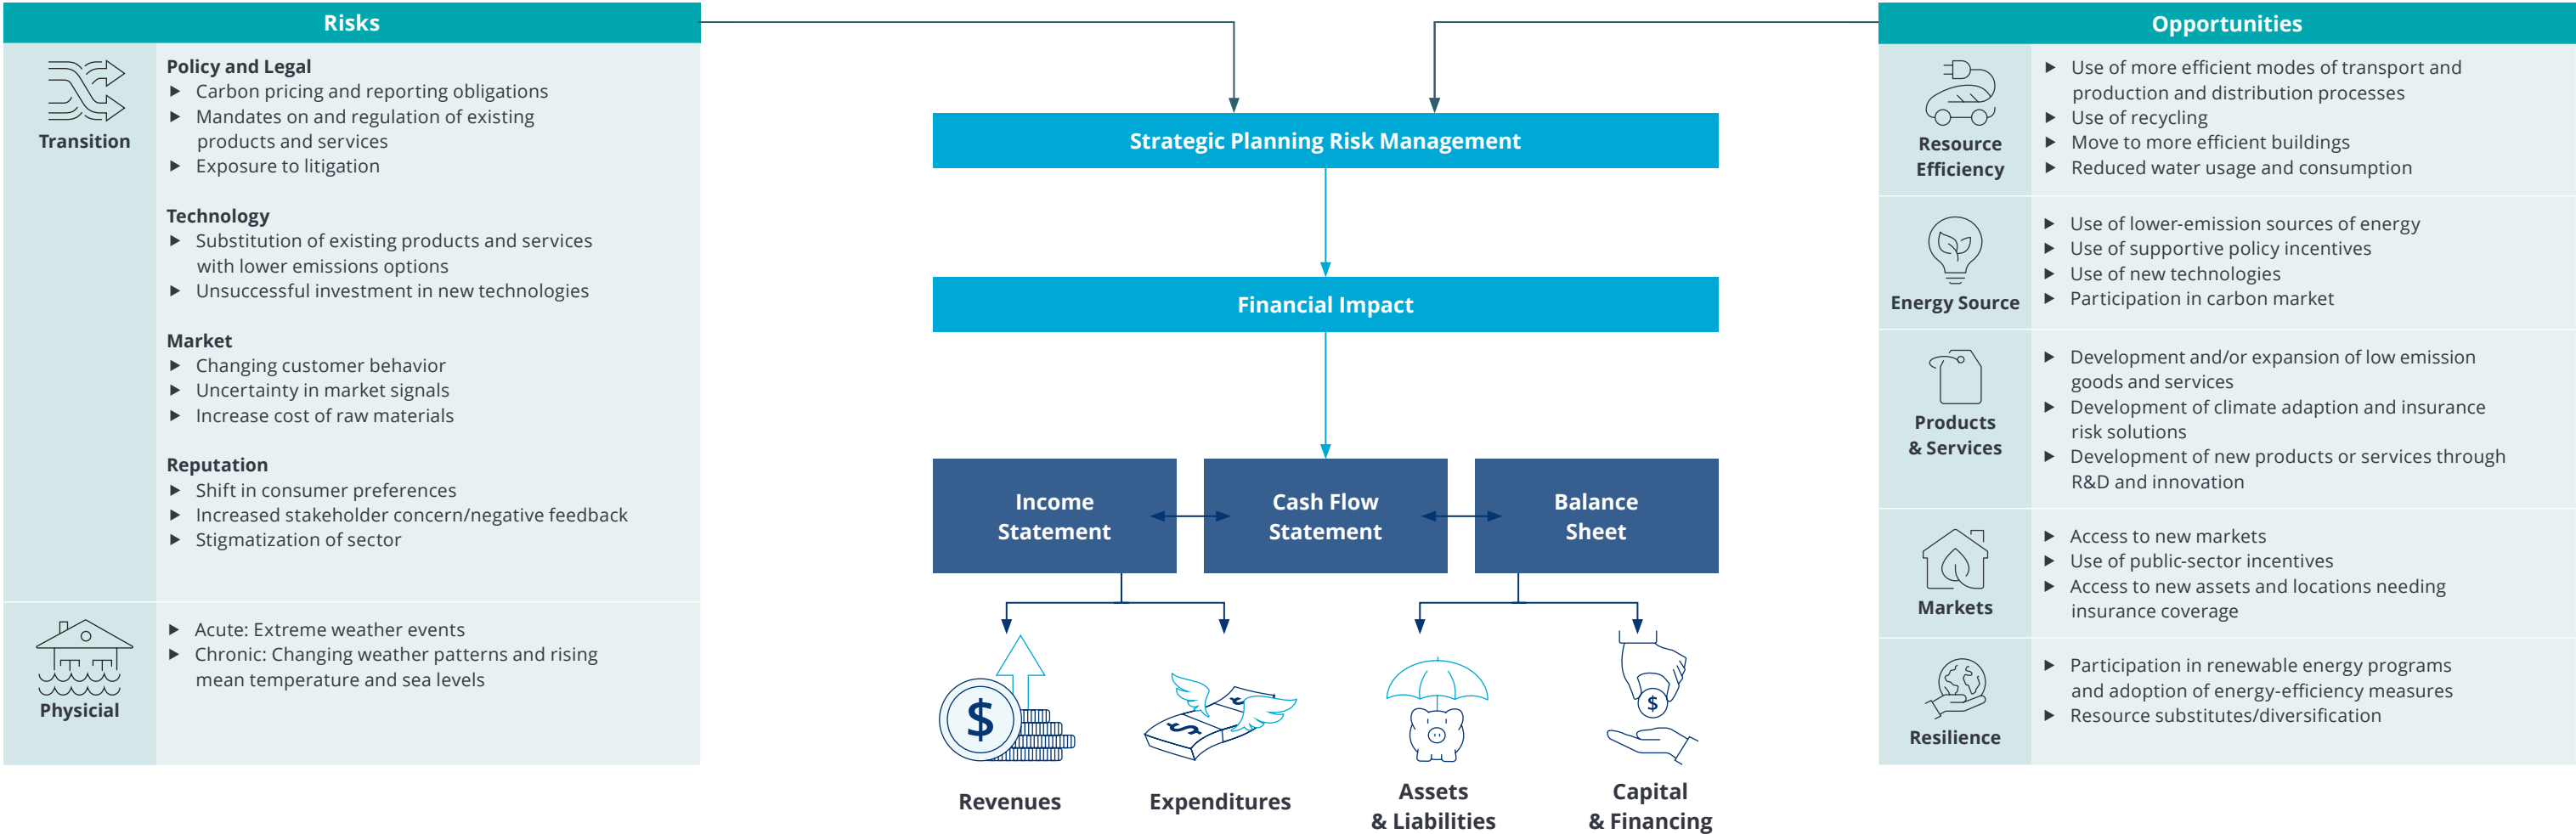 Risks
Transition
Policy and Legal
▶ Carbon pricing and reporting obligations
▶ Mandates on and regulation of existing
products and services
▶ Exposure to litigation
Technology
▶ Substitution of existing products and services
with lower emissions options
▶ Unsuccessful investment in new technologies
Market
▶ Changing customer behavior
▶ Uncertainty in market signals
▶ Increase cost of raw materials
Reputation
▶ Shift in consumer preferences
▶ Increased stakeholder concern/negative feedback
▶ Stigmatization of sector
Physicial
▶ Acute: Extreme weather events
▶ Chronic: Changing weather patterns and rising
mean temperature and sea levels
Strategic Planning Risk Management
Financial Impact
Income
Statement
Cash Flow
Statement
Balance
Sheet
$
$
$
$
Revenues
Expenditures
Assets
& Liabilities
Capital
& Financing
Opportunities
Resource
Efficiency
▶ Use of more efficient modes of transport and
production and distribution processes
▶ Use of recycling
▶ Move to more efficient buildings
▶ Reduced water usage and consumption
Energy Source
▶ Use of lower-emission sources of energy
▶ Use of supportive policy incentives
▶ Use of new technologies
▶ Participation in carbon market
Products
& Services
▶ Development and/or expansion of low emission
goods and services
▶ Development of climate adaption and insurance
risk solutions
▶ Development of new products or services through
R&D and innovation
Markets
▶ Access to new markets
▶ Use of public-sector incentives
▶ Access to new assets and locations needing
insurance coverage
Resilience
▶ Participation in renewable energy programs
and adoption of energy-efficiency measures
▶ Resource substitutes/diversification